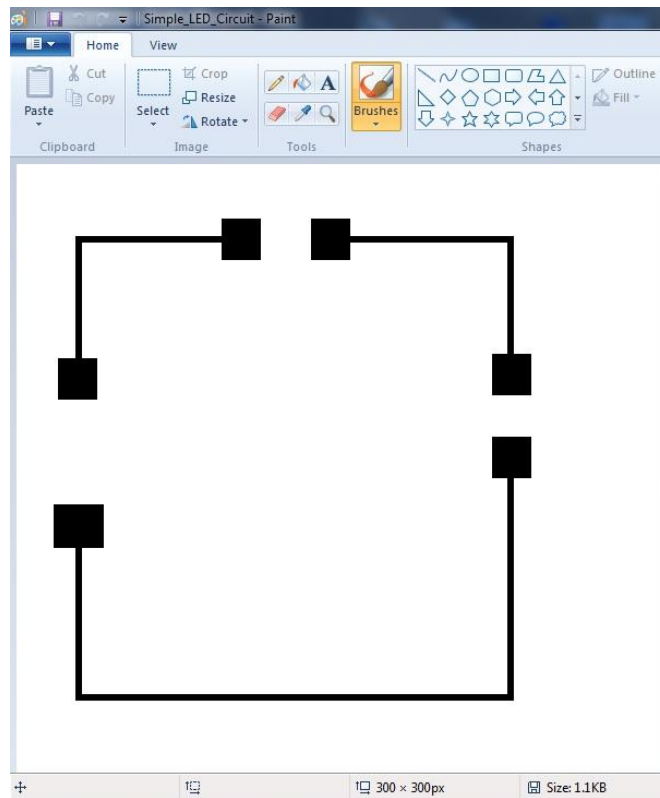 Simple_LED_Circuit - Paint
Home View
Cut
Crop
Outline
Copy
Resize
Fill
Paste
Select
Rotate
A
Brushes
Clipboard
Image
Tools
Shapes
300 × 300px
Size: 1.1KB